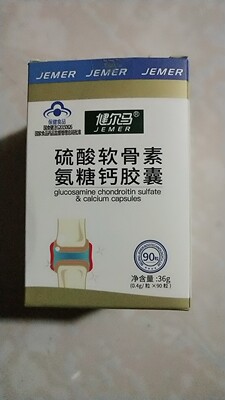 JEMER JEMER JEMER
保健食品
健尔马®
JEMER
硫酸软骨素
氨糖钙胶囊
glucosamine chondroitin sulfate
& calcium capsules
90粒
净含量:36g
(0.4g/ 粒 ×90 粒)